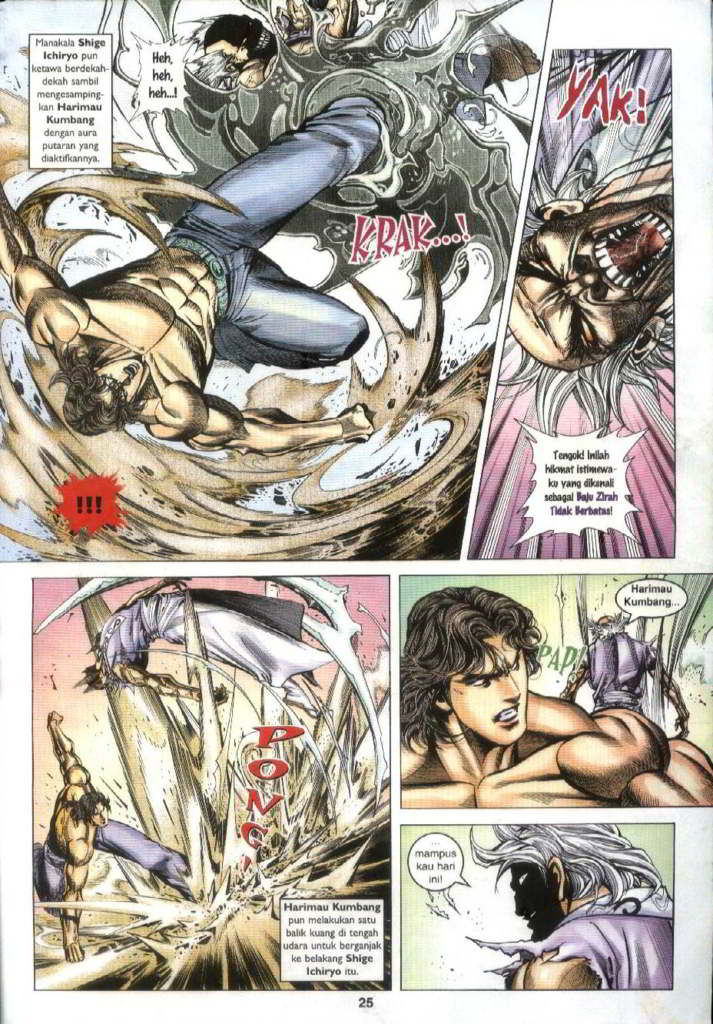 Manakala Shige
Ichiryo pun
ketawa berdekah-
dekah sambil
mengesamping-
kan Harimau
Kumbang
dengan aura
putaran yang
diaktifkannya.
Heh,
heh,
heh...!
KRAK...!
!!!
YAK!
Tengok! Inilah
hikmat istimewa-
ku yang dikenali
sebagai Baju Zirah
Tidak Berbatas!
PONG!
Harimau Kumbang
pun melakukan satu
balik kuang di tengah
udara untuk berganjak
ke belakang Shige
Ichiryo itu.
Harimau
Kumbang...
PAP!
...
mampus
kau hari
ini!
25